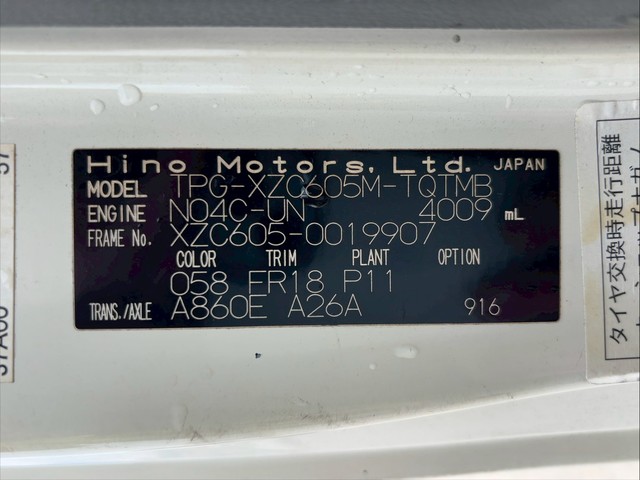 Hino Motors, Ltd. JAPAN
MODEL TPG-XZC605M-TQTMB
ENGINE N04C-UN 4009 mL
FRAME No. XZC605-0019907
COLOR TRIM PLANT OPTION
058 FR18 P11
TRANS./AXLE A860E A26A 916
タイヤ交換時走行距離